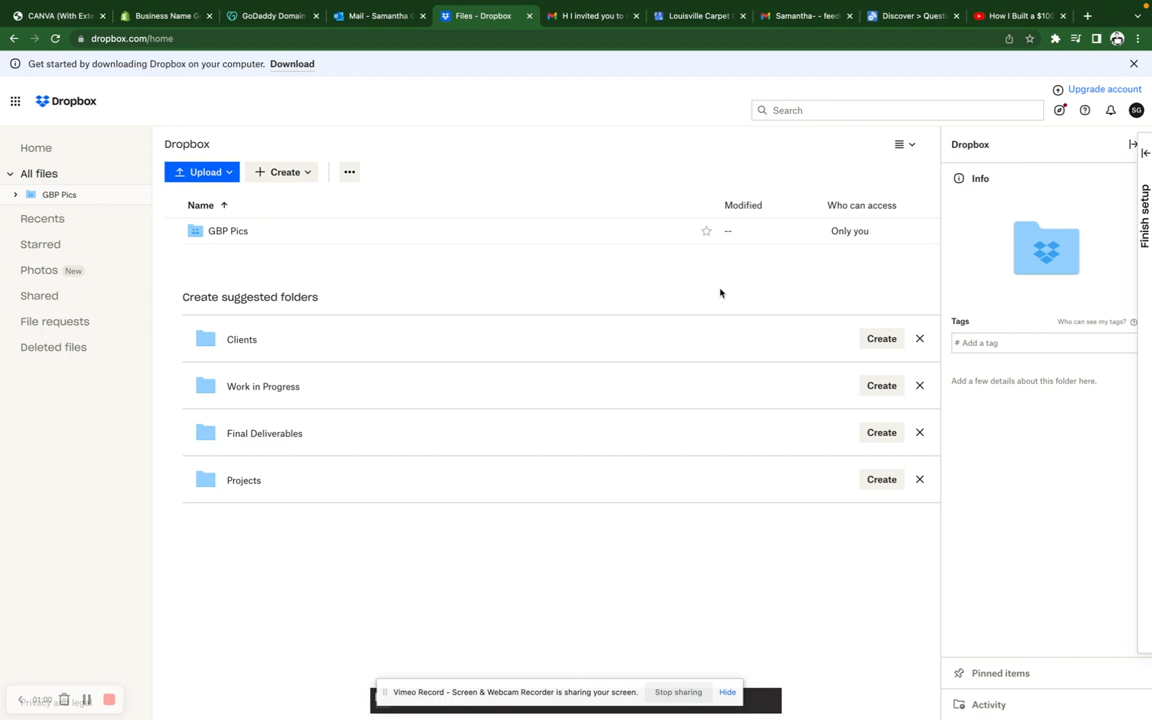 CANVA (With Exte
Business Name G
GoDaddy Domain
Mail - Samantha
Files - Dropbox
H I invited you to
Louisville Carpet
Samantha- - feed
Discover > Quest
How I Built a $100
dropbox.com/home
Get started by downloading Dropbox on your computer. Download
Upgrade account
Dropbox
Search
SG
Home
All files
GBP Pics
Recents
Starred
Photos New
Shared
File requests
Deleted files
Dropbox
Upload
Create
Name
Modified
Who can access
GBP Pics
--
Only you
Create suggested folders
Clients
Create
Work in Progress
Create
Final Deliverables
Create
Projects
Create
Dropbox
Info
Finish setup
Tags
Who can see my tags?
# Add a tag
Add a few details about this folder here.
Pinned items
Activity
01:00
Vimeo Record - Screen & Webcam Recorder is sharing your screen.
Stop sharing
Hide